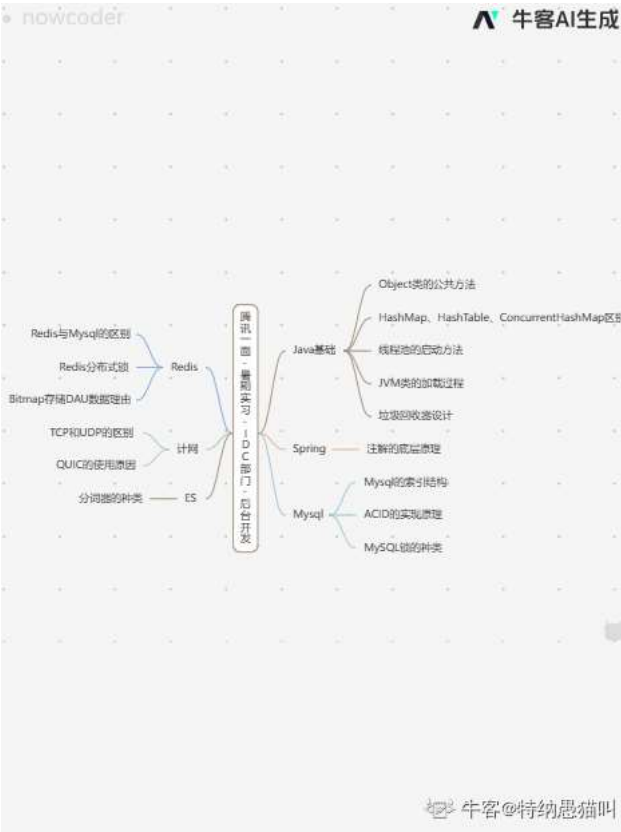 nowcoder
牛客AI生成
腾讯一面-暑期实习-IDC部门-后台开发
Java基础
Object类的公共方法
HashMap、HashTable、ConcurrentHashMap区别
线程池的启动方法
JVM类的加载过程
垃圾回收器设计
Spring
注解的底层原理
Mysql
Mysql的索引结构
ACID的实现原理
MySQL锁的种类
Redis
Redis与Mysql的区别
Redis分布式锁
Bitmap存储DAU数据理由
计网
TCP和UDP的区别
QUIC的使用原因
ES
分词器的种类
牛客@特纳愚猫叫